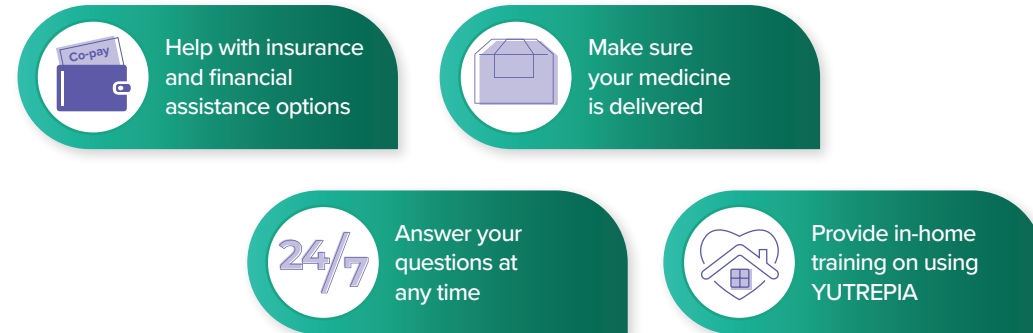 Co-pay
Help with insurance
and financial
assistance options
Make sure
your medicine
is delivered
24/7
Answer your
questions at
any time
Provide in-home
training on using
YUTREPIA